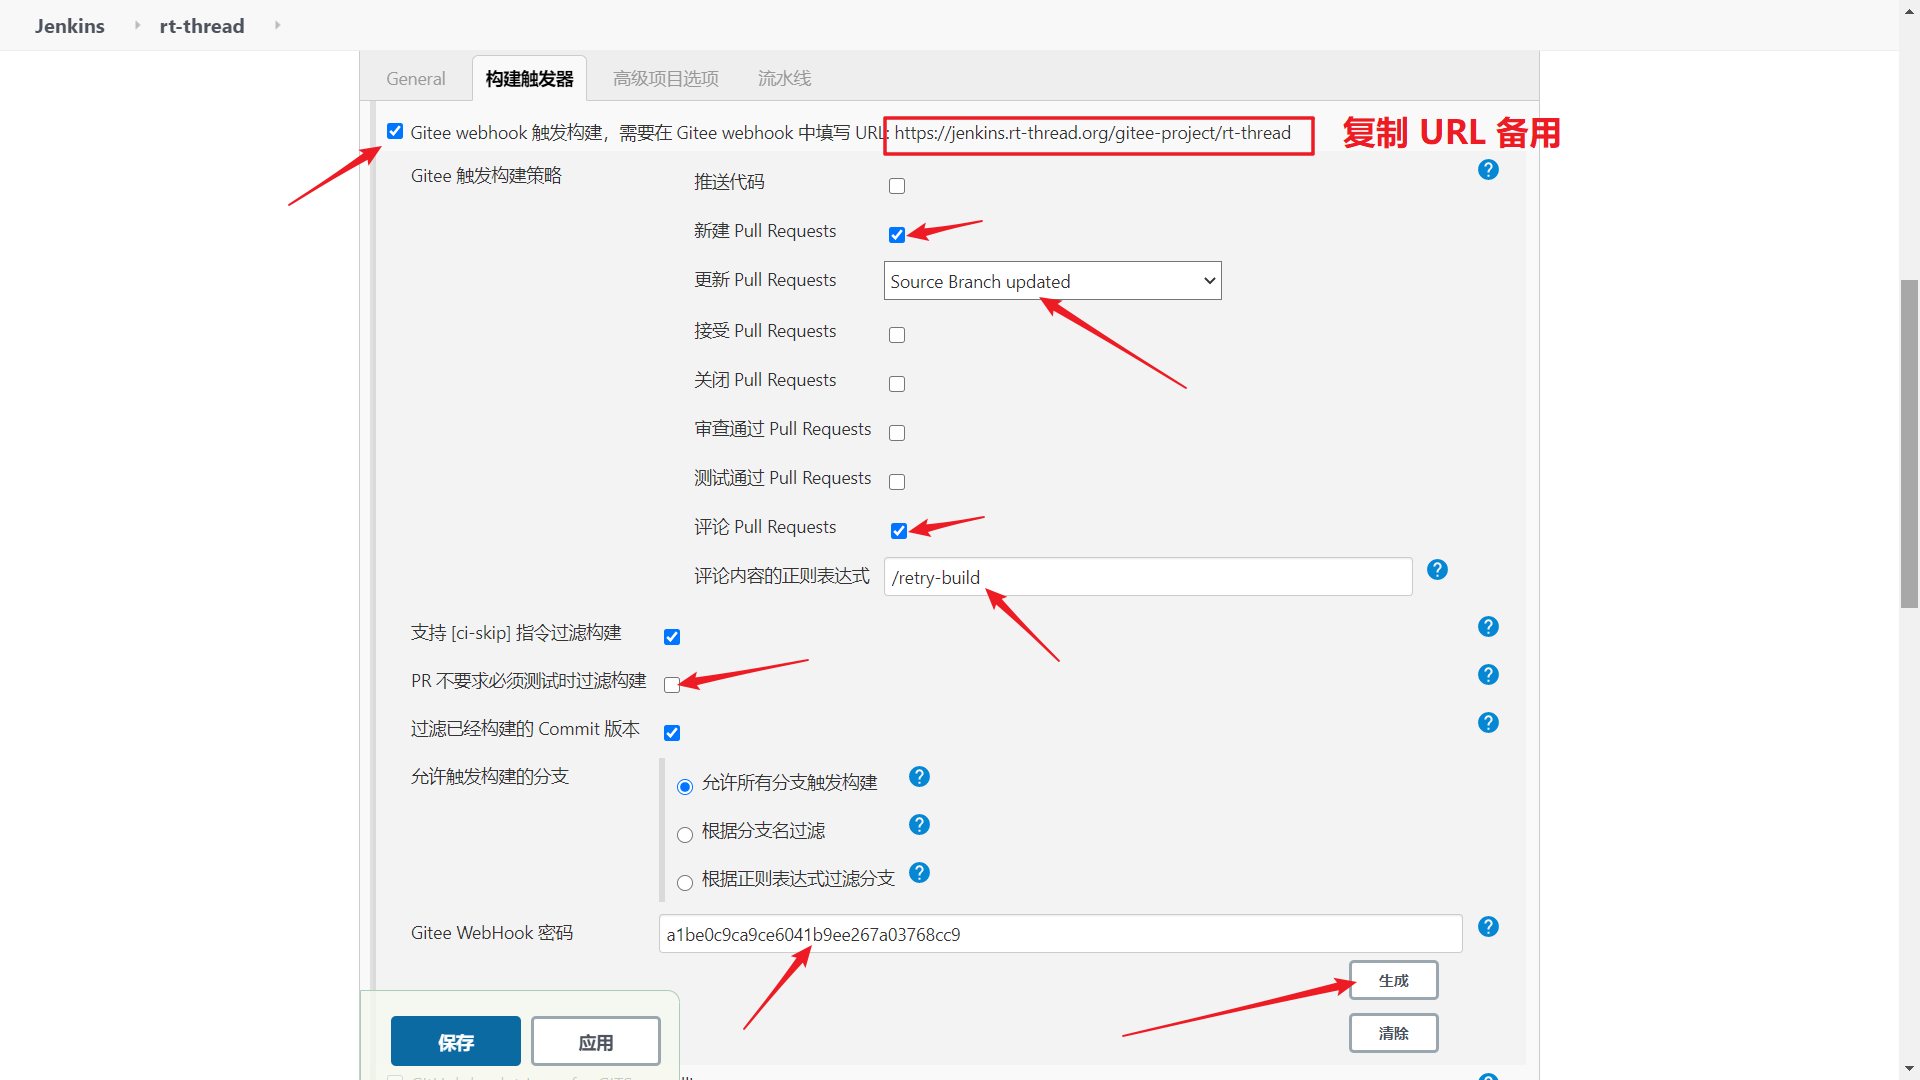 Jenkins
rt-thread
General
构建触发器
高级项目选项
流水线
Gitee webhook 触发构建，需要在 Gitee webhook 中填写 URL: https://jenkins.rt-thread.org/gitee-project/rt-thread
复制 URL 备用
Gitee 触发构建策略
推送代码
新建 Pull Requests
更新 Pull Requests
Source Branch updated
接受 Pull Requests
关闭 Pull Requests
审查通过 Pull Requests
测试通过 Pull Requests
评论 Pull Requests
评论内容的正则表达式
/retry-build
支持 [ci-skip] 指令过滤构建
PR 不要求必须测试时过滤构建
过滤已经构建的 Commit 版本
允许触发构建的分支
允许所有分支触发构建
根据分支名过滤
根据正则表达式过滤分支
Gitee WebHook 密码
a1be0c9ca9ce6041b9ee267a03768cc9
生成
清除
保存
应用